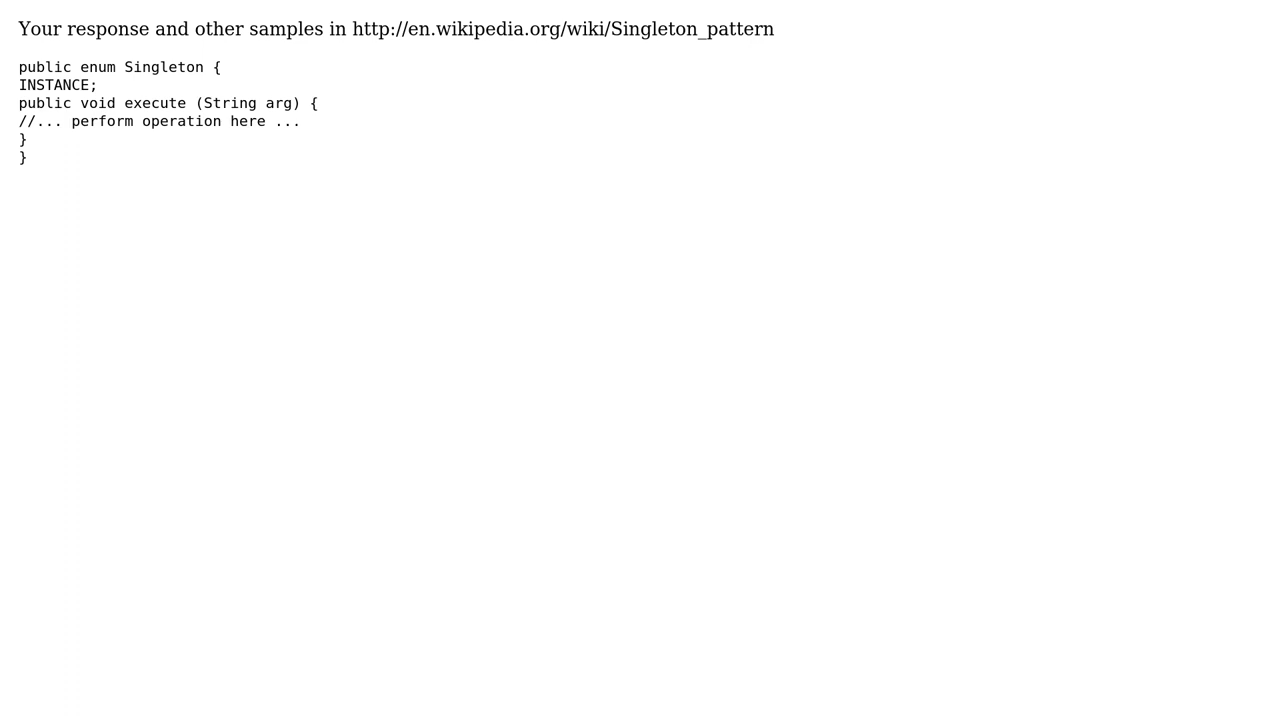 Your response and other samples in http://en.wikipedia.org/wiki/Singleton_pattern
public enum Singleton {
INSTANCE;
public void execute (String arg) {
//... perform operation here ...
}
}